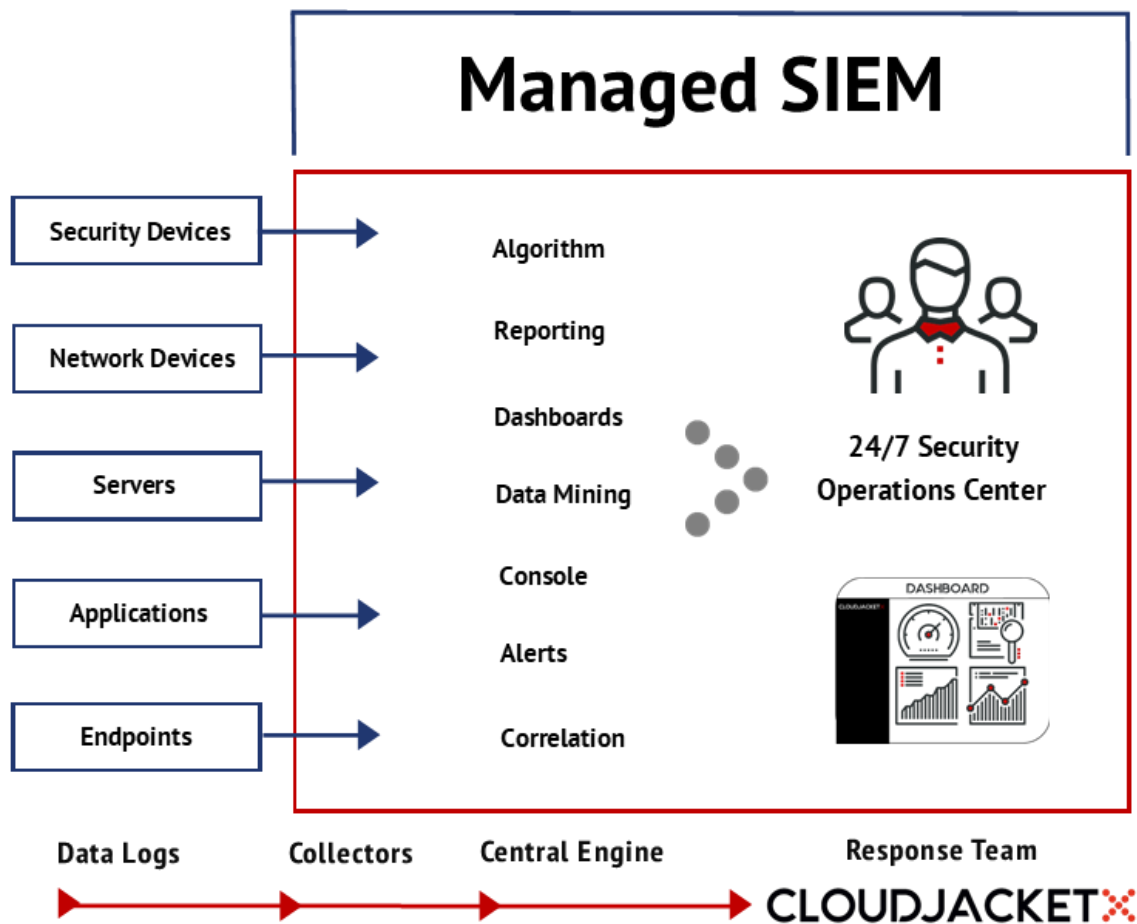 Managed SIEM
Security Devices
Network Devices
Servers
Applications
Endpoints
Algorithm
Reporting
Dashboards
Data Mining
Console
Alerts
Correlation
24/7 Security
Operations Center
DASHBOARD
CLOUDJACKETX
Data Logs
Collectors
Central Engine
Response Team
CLOUDJACKETX